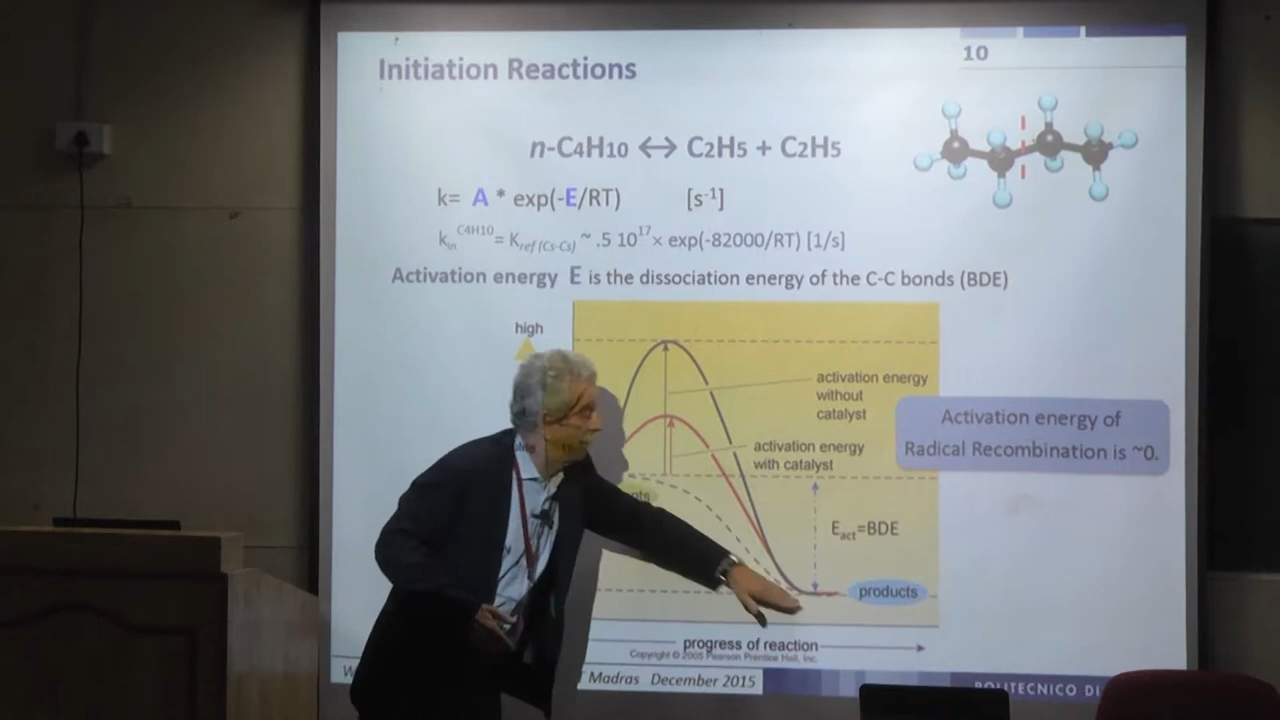 10
Initiation Reactions
n-C4H10 ↔ C2H5 + C2H5
k= A * exp(-E/RT) [s-1]
kin C4H10 = Kref (Cs-Cs) ~ .5 10^17 × exp(-82000/RT) [1/s]
Activation energy E is the dissociation energy of the C-C bonds (BDE)
high
activation energy
without
catalyst
Activation energy of
Radical Recombination is ~0.
activation energy
with catalyst
Eact=BDE
products
progress of reaction
Copyright © 2005 Pearson Prentice Hall, Inc.
Madras December 2015
POLITECNICO DI